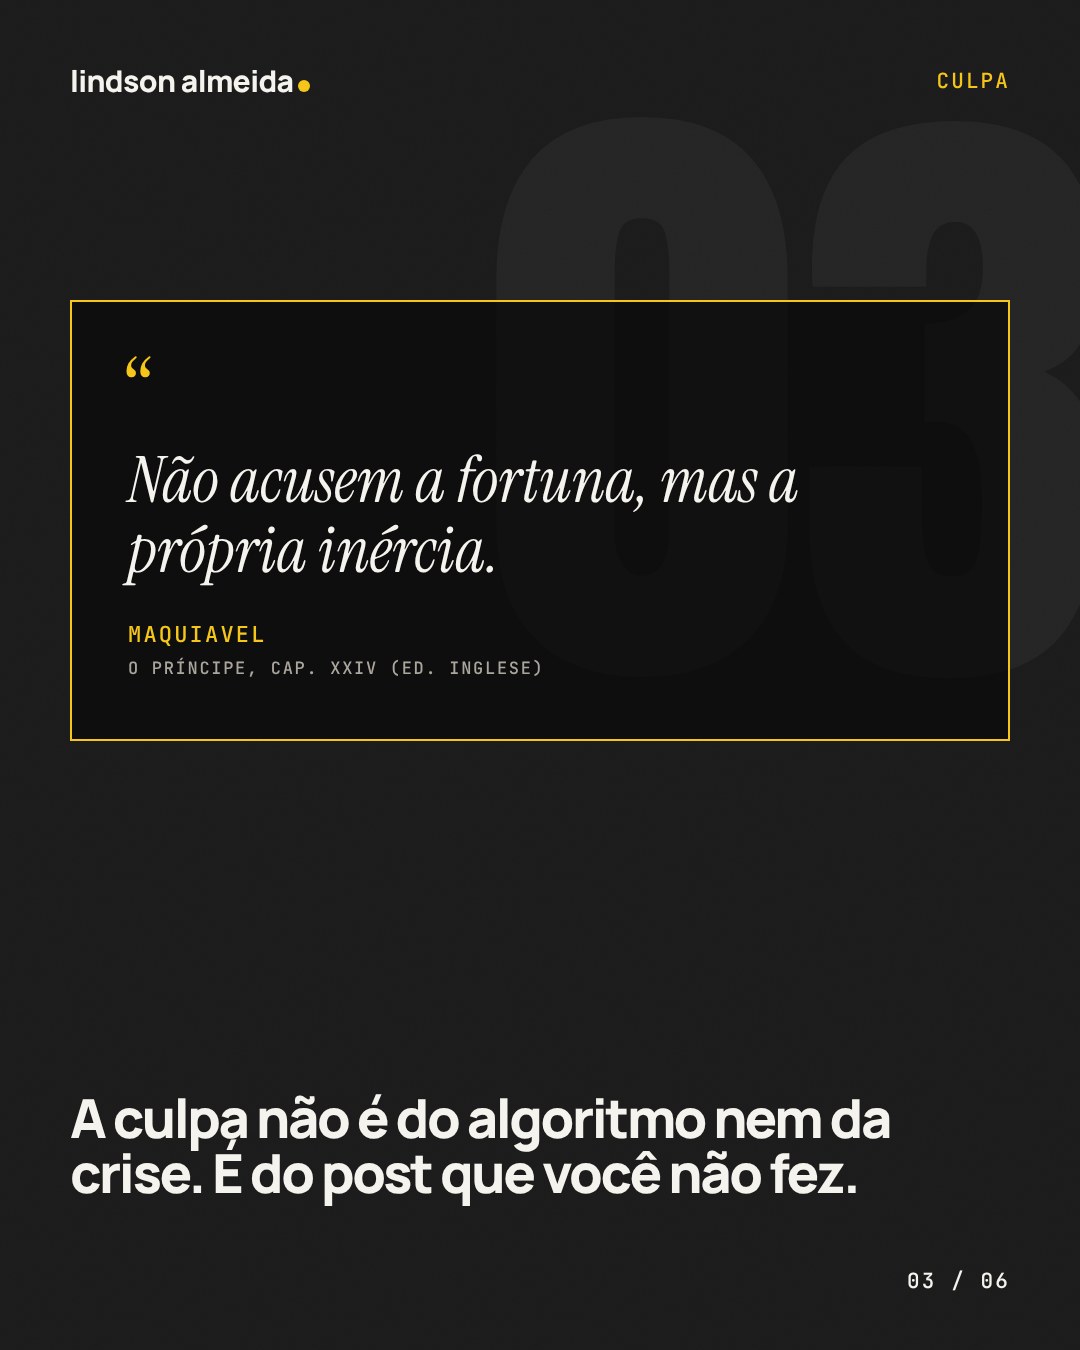 lindson almeida
CULPA
03
“
Não acusem a fortuna, mas a
própria inércia.
MAQUIAVEL
O PRÍNCIPE, CAP. XXIV (ED. INGLESE)
A culpa não é do algoritmo nem da
crise. É do post que você não fez.
03 / 06